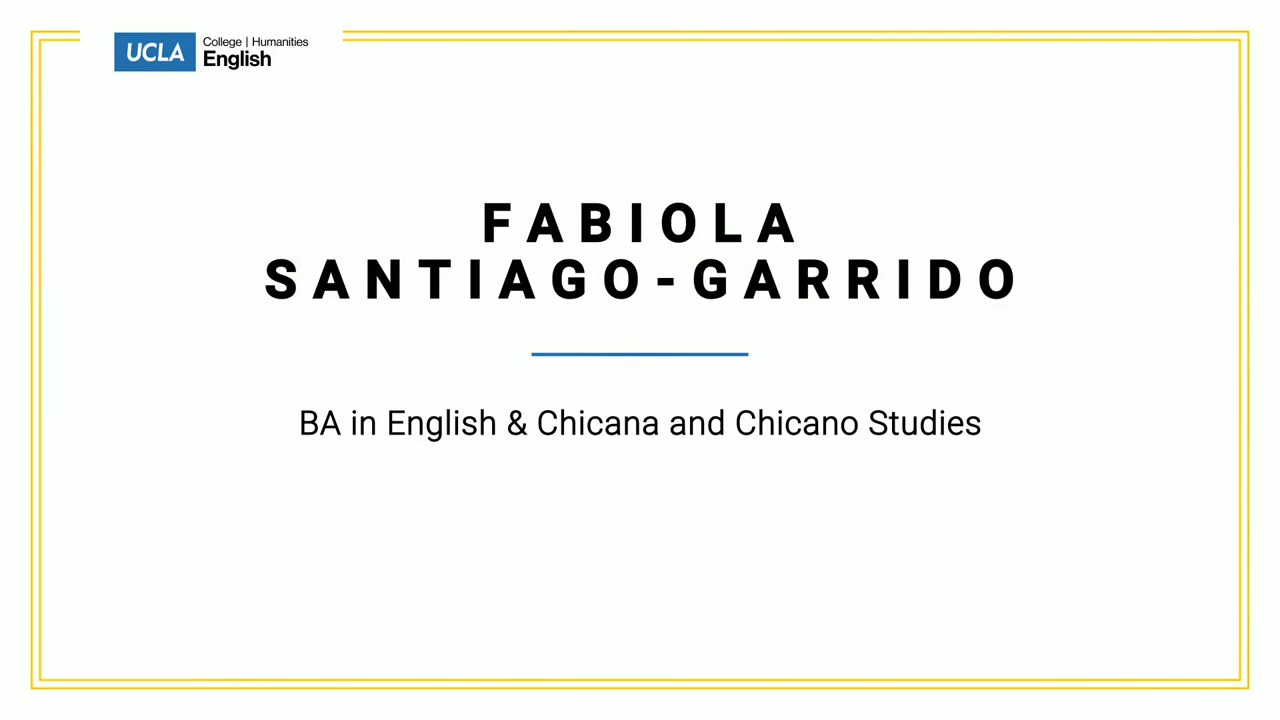 UCLA
College | Humanities
English
FABIOLA
SANTIAGO-GARRIDO
BA in English & Chicana and Chicano Studies